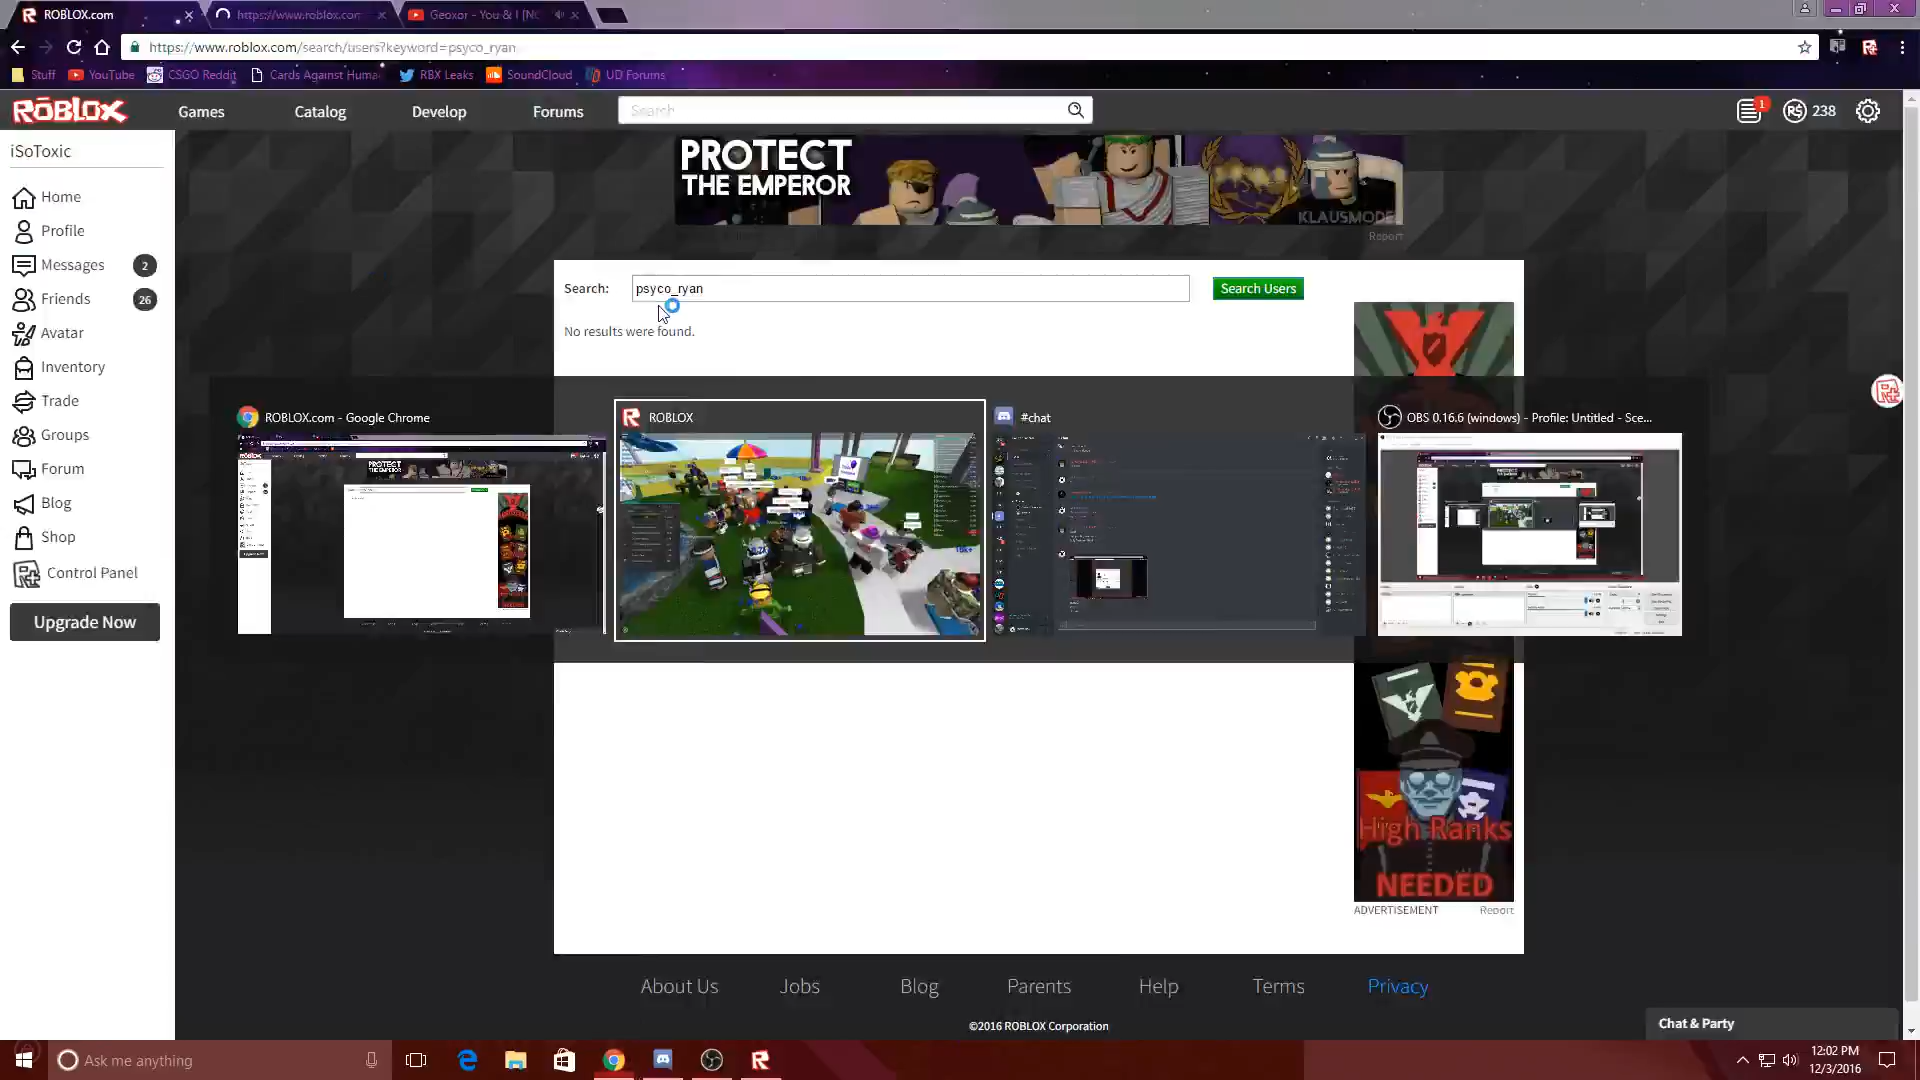 ROBLOX.com
https://www.roblox.com
Geoxor - You & I [NC
https://www.roblox.com/search/users?keyword=psyco_ryan
Stuff
YouTube
CSGO Reddit
Cards Against Huma
RBX Leaks
SoundCloud
UD Forums
ROBLOX
Games
Catalog
Develop
Forums
Search
1
R$ 238
iSoToxic
Home
Profile
Messages 2
Friends 26
Avatar
Inventory
Trade
Groups
Forum
Blog
Shop
Control Panel
Upgrade Now
PROTECT
THE EMPEROR
KLAUSMODE
Report
Search: psyco_ryan Search Users
No results were found.
ROBLOX.com - Google Chrome
ROBLOX
#chat
OBS 0.16.6 (windows) - Profile: Untitled - Sce...
High Ranks
NEEDED
ADVERTISEMENT Report
About Us
Jobs
Blog
Parents
Help
Terms
Privacy
©2016 ROBLOX Corporation
Chat & Party
Ask me anything
12:02 PM
12/3/2016